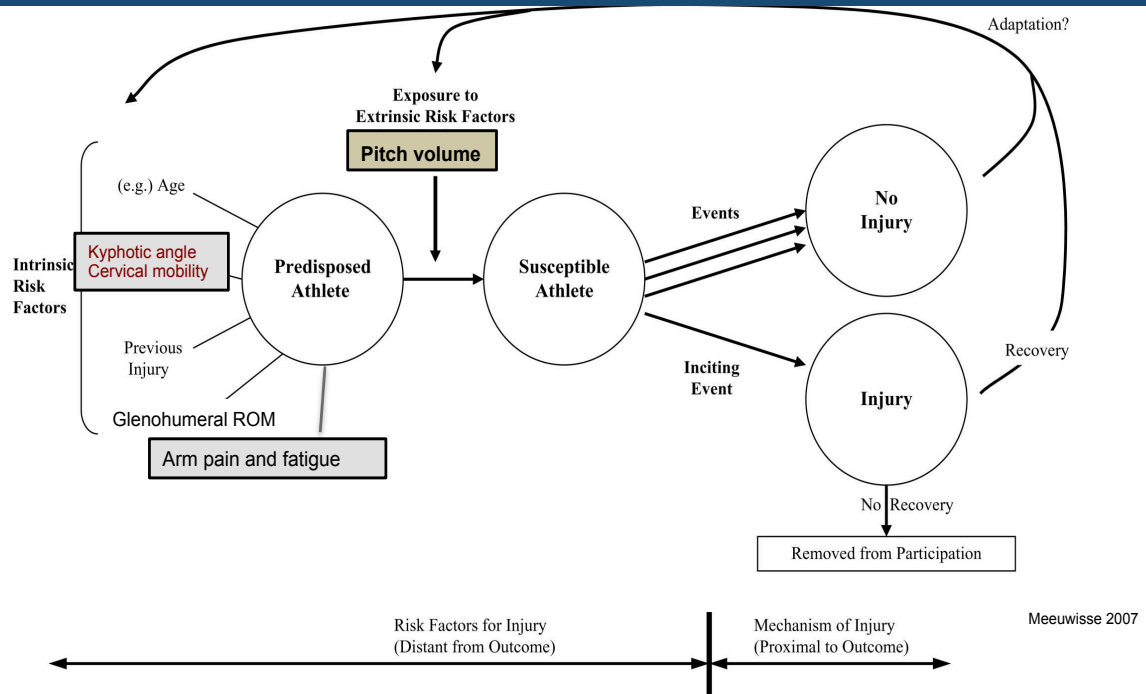 Adaptation?
Exposure to
Extrinsic Risk Factors
Pitch volume
(e.g.) Age
Kyphotic angle
Cervical mobility
Intrinsic
Risk
Factors
Previous
Injury
Glenohumeral ROM
Arm pain and fatigue
Predisposed
Athlete
Susceptible
Athlete
Events
Inciting
Event
No
Injury
Injury
Recovery
No Recovery
Removed from Participation
Risk Factors for Injury
(Distant from Outcome)
Mechanism of Injury
(Proximal to Outcome)
Meeuwisse 2007